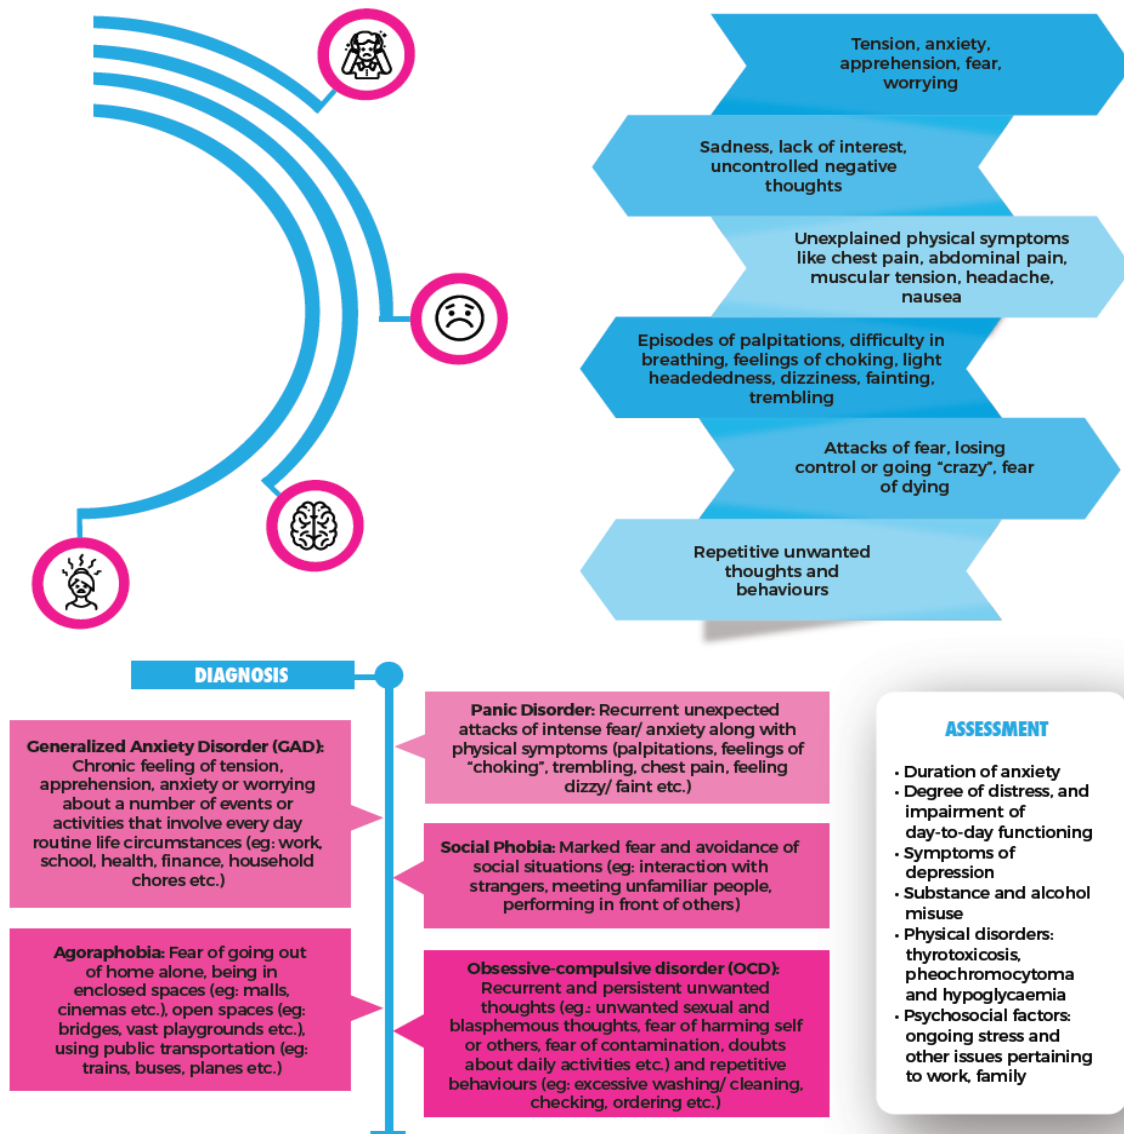 Tension, anxiety,
apprehension, fear,
worrying
Sadness, lack of interest,
uncontrolled negative
thoughts
Unexplained physical symptoms
like chest pain, abdominal pain,
muscular tension, headache,
nausea
Episodes of palpitations, difficulty in
breathing, feelings of choking, light
headededness, dizziness, fainting,
trembling
Attacks of fear, losing
control or going “crazy”, fear
of dying
Repetitive unwanted
thoughts and
behaviours
DIAGNOSIS
Generalized Anxiety Disorder (GAD):
Chronic feeling of tension,
apprehension, anxiety or worrying
about a number of events or
activities that involve every day
routine life circumstances (eg: work,
school, health, finance, household
chores etc.)
Panic Disorder: Recurrent unexpected
attacks of intense fear/ anxiety along with
physical symptoms (palpitations, feelings of
“choking”, trembling, chest pain, feeling
dizzy/ faint etc.)
Social Phobia: Marked fear and avoidance of
social situations (eg: interaction with
strangers, meeting unfamiliar people,
performing in front of others)
Agoraphobia: Fear of going out
of home alone, being in
enclosed spaces (eg: malls,
cinemas etc.), open spaces (eg:
bridges, vast playgrounds etc.),
using public transportation (eg:
trains, buses, planes etc.)
Obsessive-compulsive disorder (OCD):
Recurrent and persistent unwanted
thoughts (eg.: unwanted sexual and
blasphemous thoughts, fear of harming self
or others, fear of contamination, doubts
about daily activities etc.) and repetitive
behaviours (eg: excessive washing/ cleaning,
checking, ordering etc.)
ASSESSMENT
• Duration of anxiety
• Degree of distress, and
impairment of
day-to-day functioning
• Symptoms of
depression
• Substance and alcohol
misuse
• Physical disorders:
thyrotoxicosis,
pheochromocytoma
and hypoglycaemia
• Psychosocial factors:
ongoing stress and
other issues pertaining
to work, family